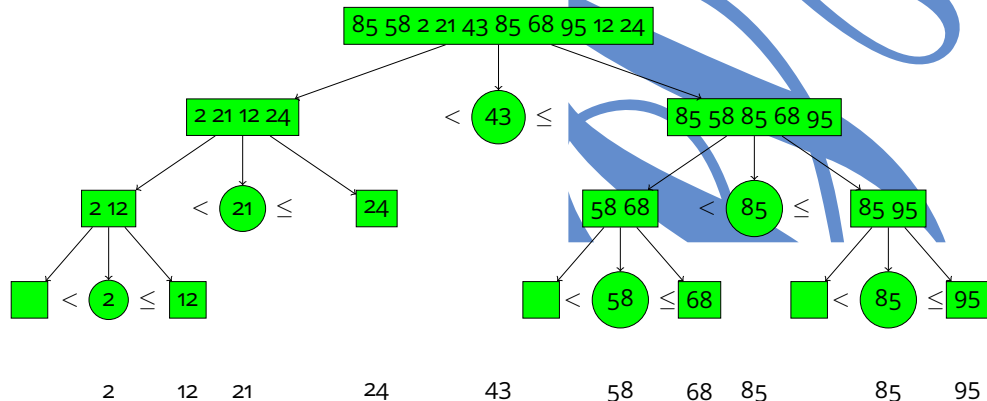 85 58 2 21 43 85 68 95 12 24
2 21 12 24 < 43 ≤ 85 58 85 68 95
2 12 < 21 ≤ 24 58 68 < 85 ≤ 85 95
< 2 ≤ 12 < 58 ≤ 68 < 85 ≤ 95
2 12 21 24 43 58 68 85 85 95